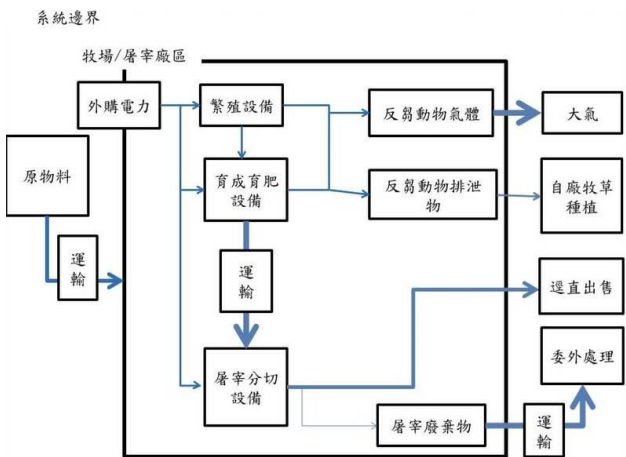 系統邊界
牧場/屠宰廠區
外購電力
繁殖設備
反芻動物氣體
大氣
原物料
育成育肥
設備
反芻動物排泄
物
自廠牧草
種植
運
輸
運
輸
逕直出售
屠宰分切
設備
委外處理
屠宰廢棄物
運
輸